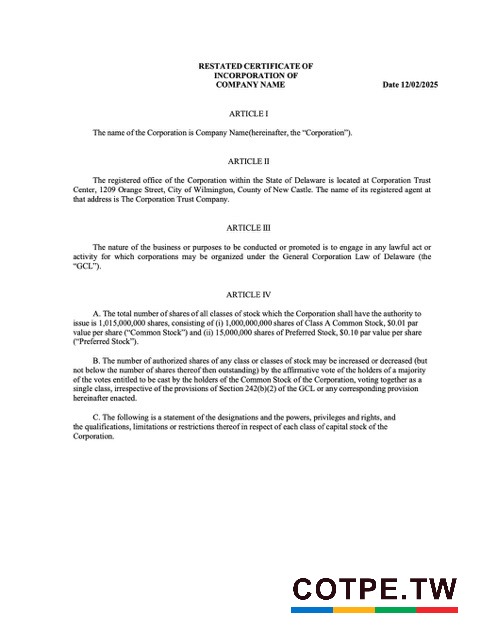 RESTATED CERTIFICATE OF
INCORPORATION OF
COMPANY NAME
Date 12/02/2025
ARTICLE I
The name of the Corporation is Company Name(hereinafter, the “Corporation”).
ARTICLE II
The registered office of the Corporation within the State of Delaware is located at Corporation Trust
Center, 1209 Orange Street, City of Wilmington, County of New Castle. The name of its registered agent at
that address is The Corporation Trust Company.
ARTICLE III
The nature of the business or purposes to be conducted or promoted is to engage in any lawful act or
activity for which corporations may be organized under the General Corporation Law of Delaware (the
“GCL”).
ARTICLE IV
A. The total number of shares of all classes of stock which the Corporation shall have the authority to
issue is 1,015,000,000 shares, consisting of (i) 1,000,000,000 shares of Class A Common Stock, $0.01 par
value per share (“Common Stock”) and (ii) 15,000,000 shares of Preferred Stock, $0.10 par value per share
(“Preferred Stock”).
B. The number of authorized shares of any class or classes of stock may be increased or decreased (but
not below the number of shares thereof then outstanding) by the affirmative vote of the holders of a majority
of the votes entitled to be cast by the holders of the Common Stock of the Corporation, voting together as a
single class, irrespective of the provisions of Section 242(b)(2) of the GCL or any corresponding provision
hereinafter enacted.
C. The following is a statement of the designations and the powers, privileges and rights, and
the qualifications, limitations or restrictions thereof in respect of each class of capital stock of the
Corporation.
COTPE.TW